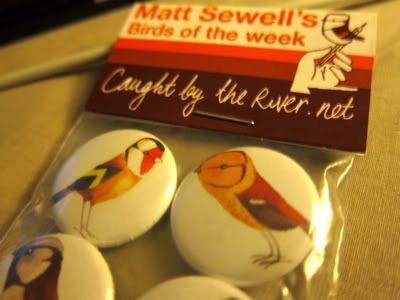 Matt Sewell's
Birds of the week
Caught by the River.net